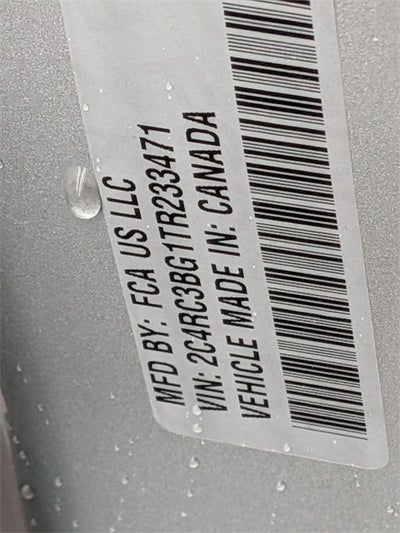 MFD BY: FCA US LLC
VIN: 2C4RC3BG1TR233471
VEHICLE MADE IN: CANADA